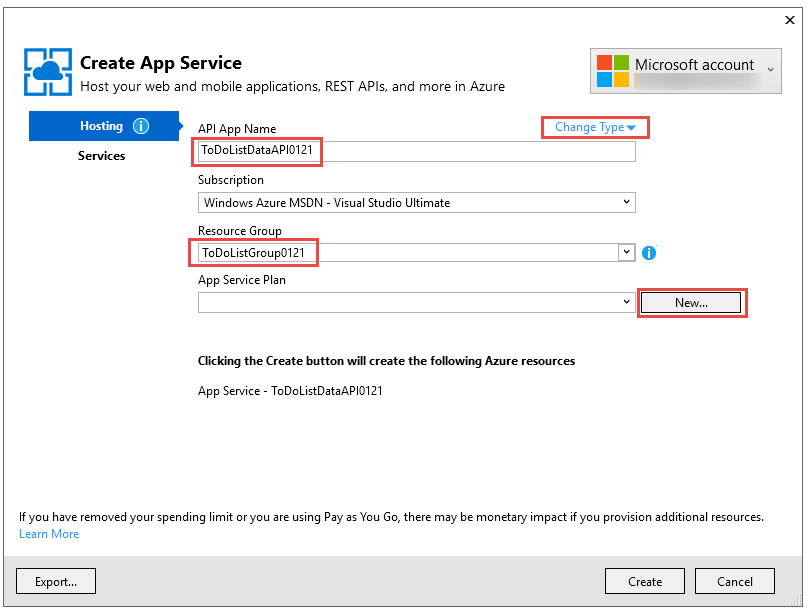 Create App Service
Host your web and mobile applications, REST APIs, and more in Azure
Microsoft account
Hosting
Services
API App Name
Change Type
ToDoListDataAPI0121
Subscription
Windows Azure MSDN - Visual Studio Ultimate
Resource Group
ToDoListGroup0121
App Service Plan
New...
Clicking the Create button will create the following Azure resources
App Service - ToDoListDataAPI0121
If you have removed your spending limit or you are using Pay as You Go, there may be monetary impact if you provision additional resources.
Learn More
Export...
Create
Cancel